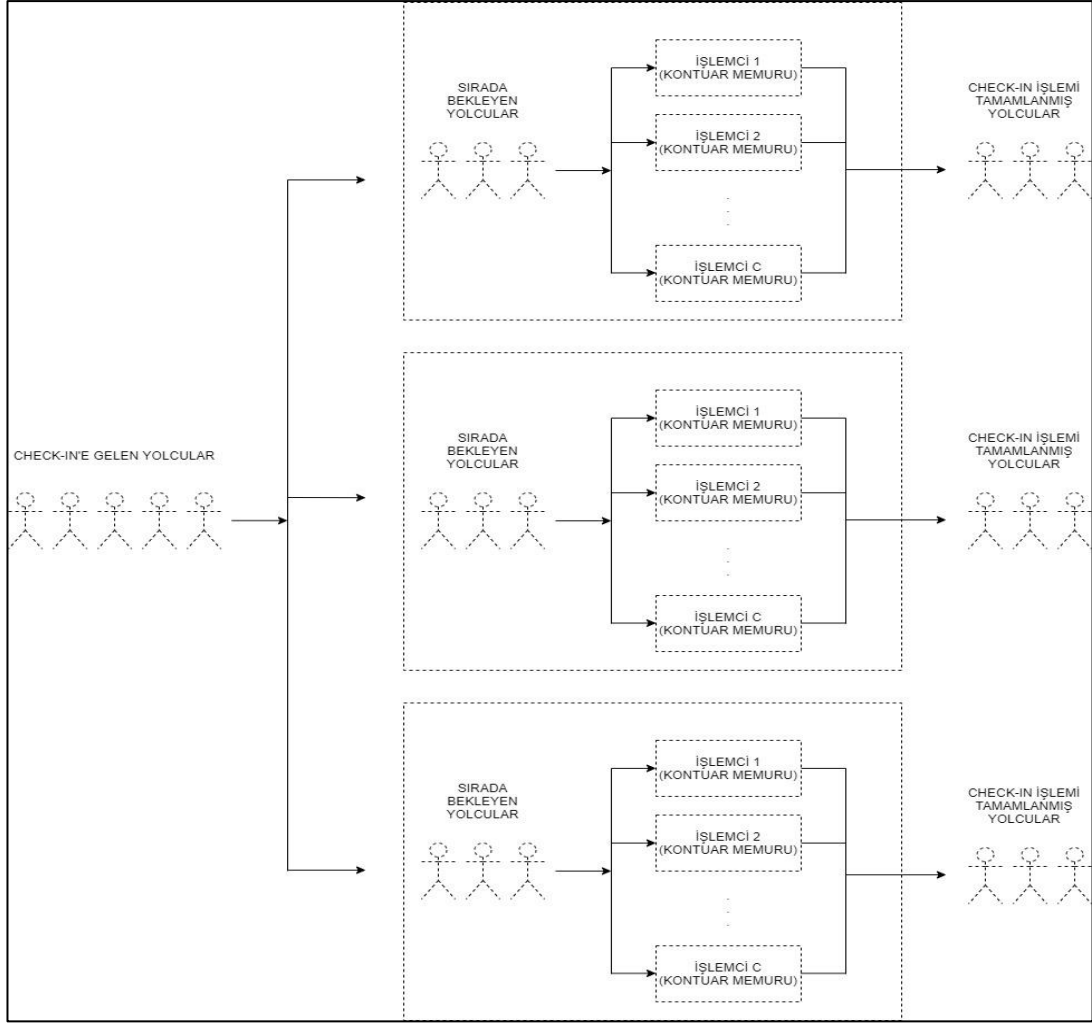 CHECK-IN'E GELEN YOLCULAR
SIRADA
BEKLEYEN
YOLCULAR
İŞLEMCİ 1
(KONTUAR MEMURU)
İŞLEMCİ 2
(KONTUAR MEMURU)
İŞLEMCİ C
(KONTUAR MEMURU)
CHECK-IN İŞLEMİ
TAMAMLANMIŞ
YOLCULAR
SIRADA
BEKLEYEN
YOLCULAR
İŞLEMCİ 1
(KONTUAR MEMURU)
İŞLEMCİ 2
(KONTUAR MEMURU)
İŞLEMCİ C
(KONTUAR MEMURU)
CHECK-IN İŞLEMİ
TAMAMLANMIŞ
YOLCULAR
SIRADA
BEKLEYEN
YOLCULAR
İŞLEMCİ 1
(KONTUAR MEMURU)
İŞLEMCİ 2
(KONTUAR MEMURU)
İŞLEMCİ C
(KONTUAR MEMURU)
CHECK-IN İŞLEMİ
TAMAMLANMIŞ
YOLCULAR